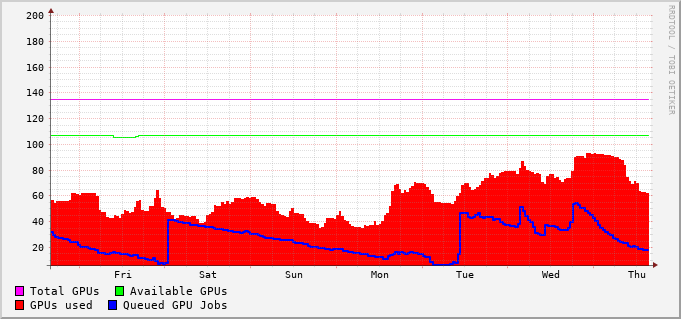 200
180
160
140
120
100
80
60
40
20
Fri Sat Sun Mon Tue Wed Thu
Total GPUs Available GPUs
GPUs used Queued GPU Jobs
RRDTOOL / TOBI OETIKER